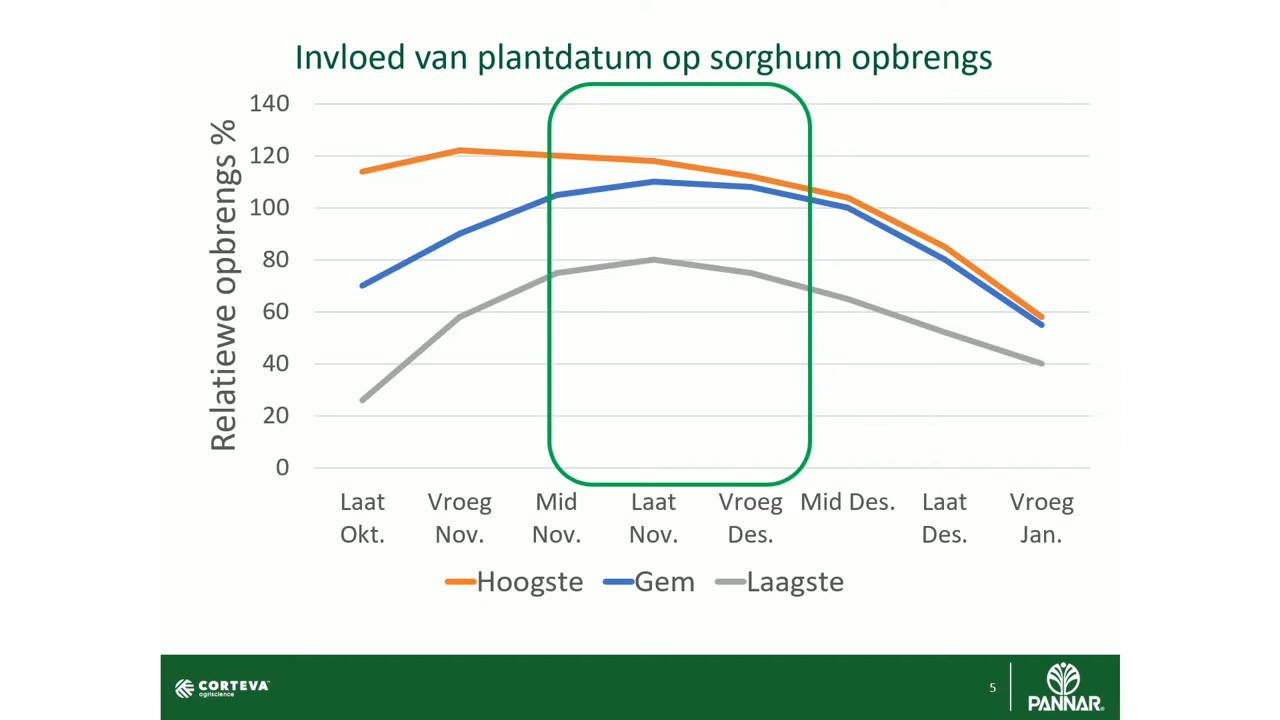 Invloed van plantdatum op sorghum opbrengs
Relatiewe opbrengs %
140
120
100
80
60
40
20
0
Laat Okt.
Vroeg Nov.
Mid Nov.
Laat Nov.
Vroeg Des.
Mid Des.
Laat Des.
Vroeg Jan.
Hoogste Gem Laagste
CORTEVA
agriscience
5
PANNAR